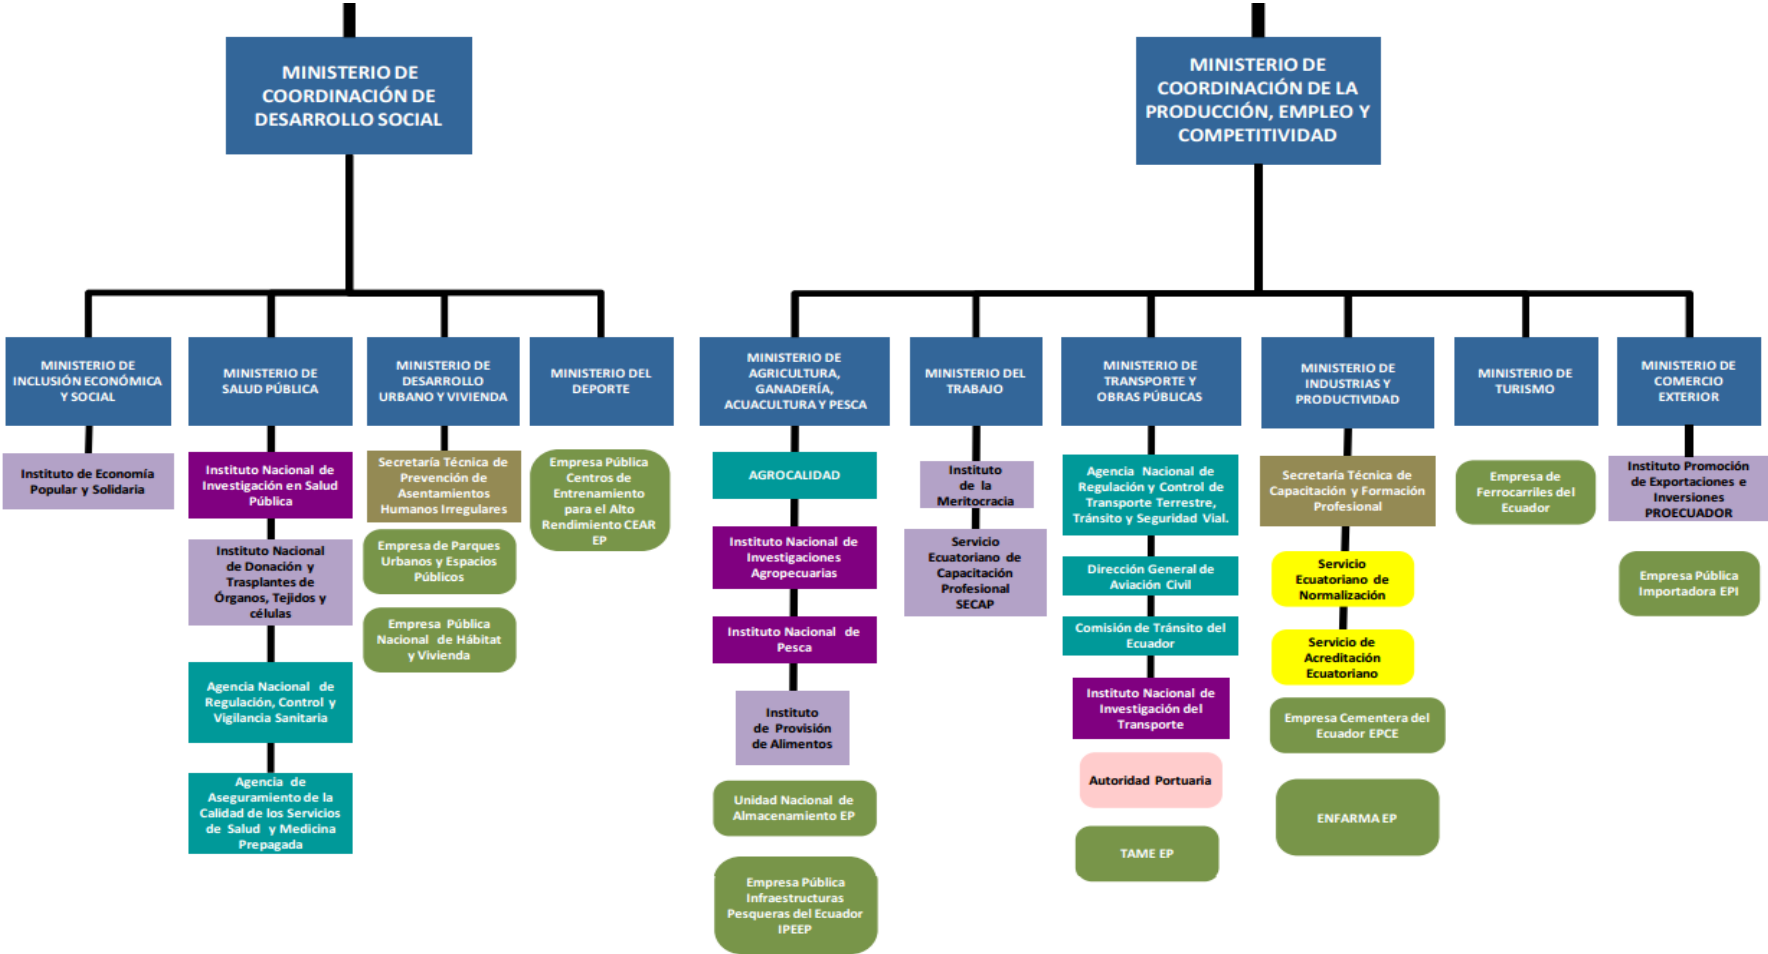 MINISTERIO DE
COORDINACIÓN DE
DESARROLLO SOCIAL
MINISTERIO DE
COORDINACIÓN DE LA
PRODUCCIÓN, EMPLEO Y
COMPETITIVIDAD
MINISTERIO DE
INCLUSIÓN ECONÓMICA
Y SOCIAL
Instituto de Economía
Popular y Solidaria
MINISTERIO DE
SALUD PÚBLICA
Instituto Nacional de
Investigación en Salud
Pública
Instituto Nacional
de Donación y
Trasplantes de
Órganos, Tejidos y
células
Agencia Nacional de
Regulación, Control y
Vigilancia Sanitaria
Agencia de
Aseguramiento de la
Calidad de los Servicios
de Salud y Medicina
Prepagada
MINISTERIO DE
DESARROLLO
URBANO Y VIVIENDA
Secretaría Técnica de
Prevención de
Asentamientos
Humanos Irregulares
Empresa de Parques
Urbanos y Espacios
Públicos
Empresa Pública
Nacional de Hábitat
y Vivienda
MINISTERIO DEL
DEPORTE
Empresa Pública
Centros de
Entrenamiento
para el Alto
Rendimiento CEAR
EP
MINISTERIO DE
AGRICULTURA,
GANADERÍA,
ACUACULTURA Y PESCA
AGROCALIDAD
Instituto Nacional de
Investigaciones
Agropecuarias
Instituto Nacional de
Pesca
Instituto
de Provisión
de Alimentos
Unidad Nacional de
Almacenamiento EP
Empresa Pública
Infraestructuras
Pesqueras del Ecuador
IPEEP
MINISTERIO DEL
TRABAJO
Instituto
de la
Meritocracia
Servicio
Ecuatoriano de
Capacitación
Profesional
SECAP
MINISTERIO DE
TRANSPORTE Y
OBRAS PÚBLICAS
Agencia Nacional de
Regulación y Control de
Transporte Terrestre,
Tránsito y Seguridad Vial.
Dirección General de
Aviación Civil
Comisión de Tránsito del
Ecuador
Instituto Nacional de
Investigación del
Transporte
Autoridad Portuaria
TAME EP
MINISTERIO DE
INDUSTRIAS Y
PRODUCTIVIDAD
Secretaría Técnica de
Capacitación y Formación
Profesional
Servicio
Ecuatoriano de
Normalización
Servicio de
Acreditación
Ecuatoriano
Empresa Cementera del
Ecuador EPCE
ENFARMA EP
MINISTERIO DE
TURISMO
Empresa de
Ferrocarriles del
Ecuador
MINISTERIO DE
COMERCIO
EXTERIOR
Instituto Promoción
de Exportaciones e
Inversiones
PROECUADOR
Empresa Pública
Importadora EPI